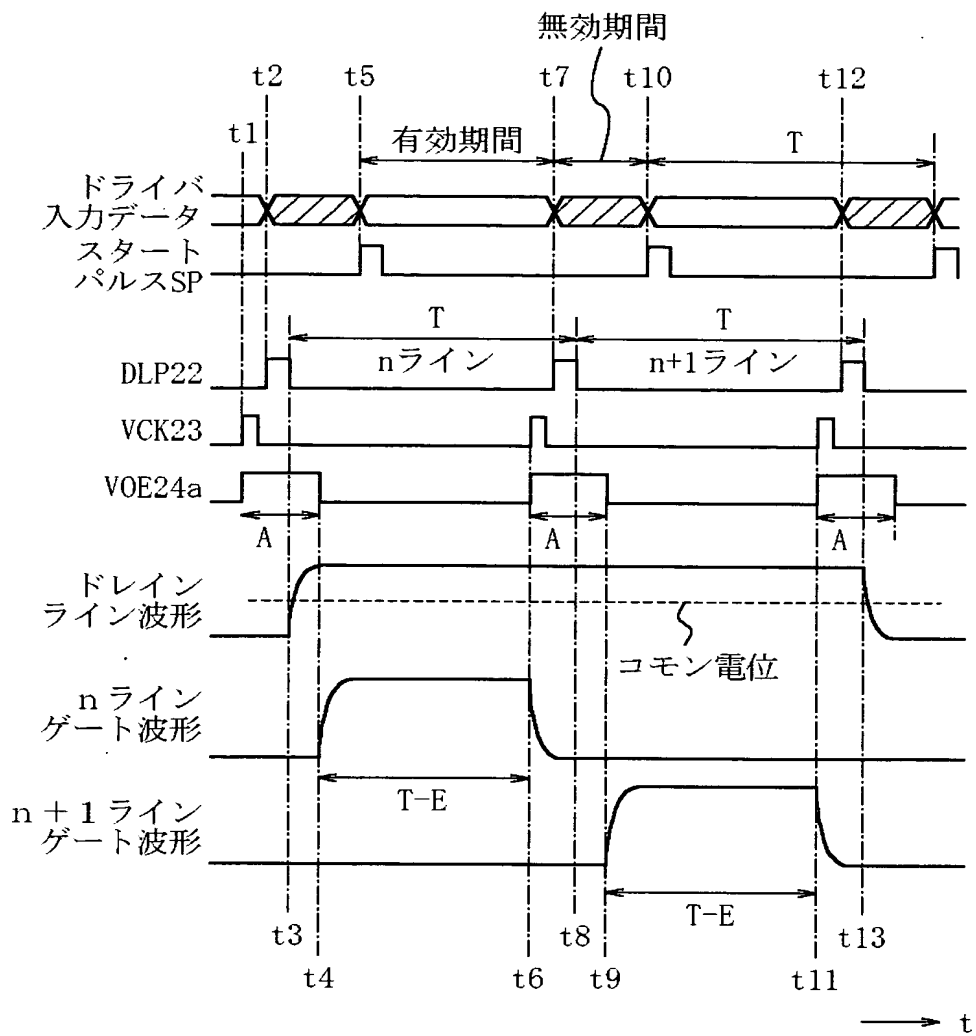 無効期間
t2 t5 t7 t10 t12
t1
有効期間
T
ドライバ
入力データ
スタート
パルスSP
T T
nライン n+1ライン
DLP22
VCK23
VOE24a
A A A
ドレイン
ライン波形
コモン電位
nライン
ゲート波形
T-E
n+1ライン
ゲート波形
T-E
t3 t8 t13
t4 t6 t9 t11
t